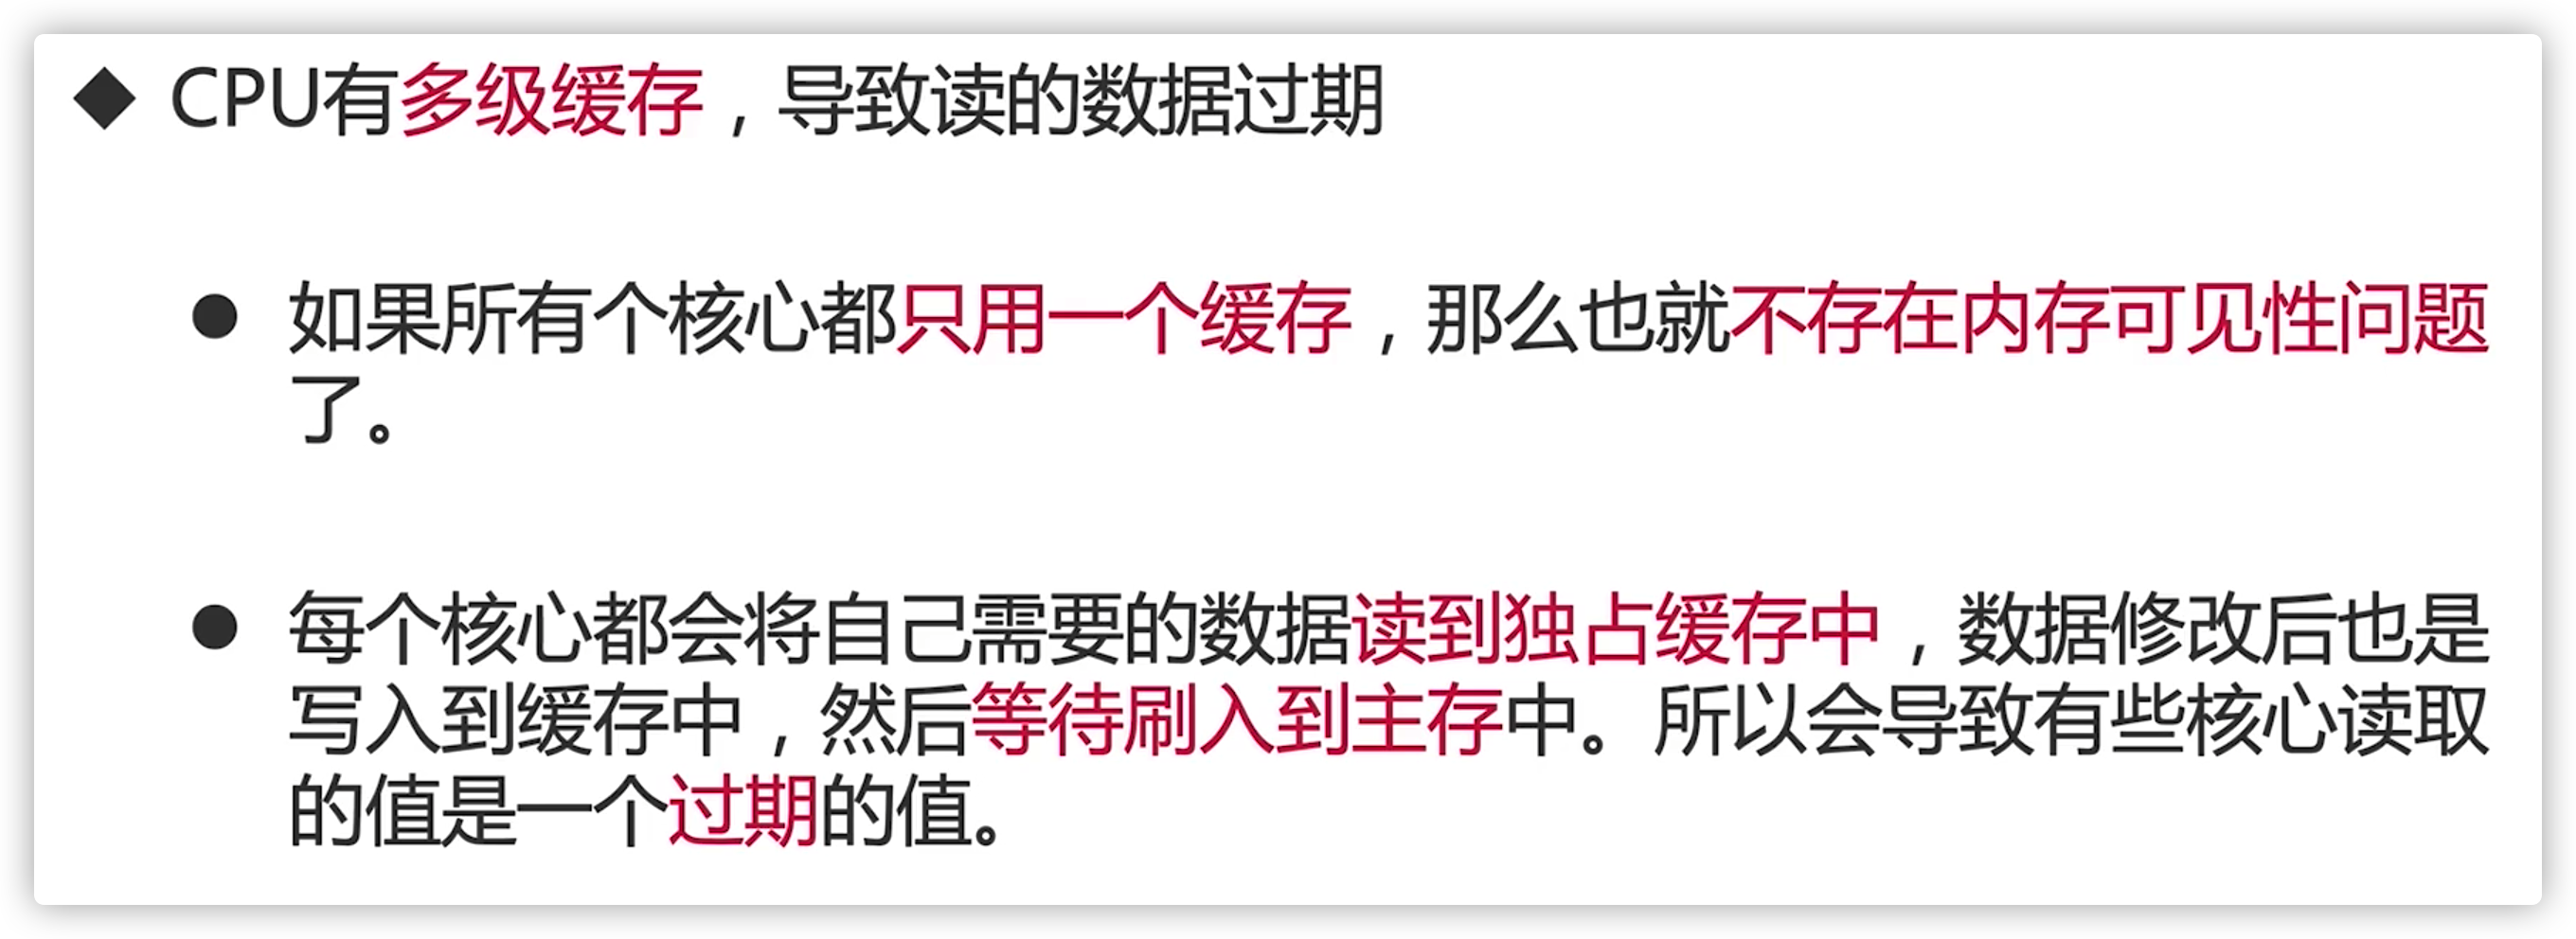 CPU有多级缓存，导致读的数据过期
如果所有个核心都只用一个缓存，那么也就不存在内存可见性问题
了。
每个核心都会将自己需要的数据读到独占缓存中，数据修改后也是
写入到缓存中，然后等待刷入到主存中。所以会导致有些核心读取
的值是一个过期的值。